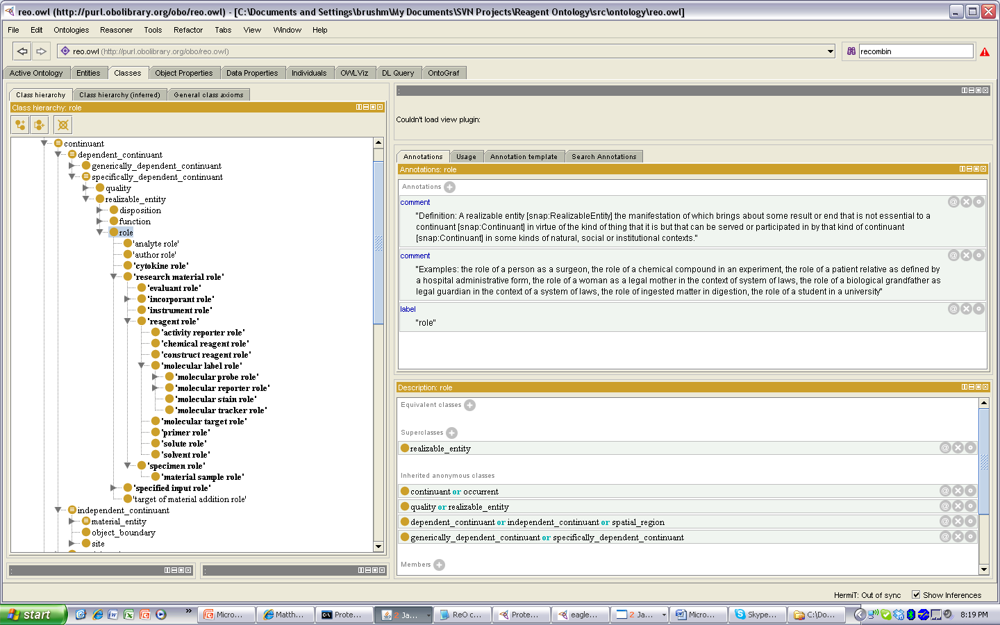 reo.owl (http://purl.obolibrary.org/obo/reo.owl) - [C:\Documents and Settings\brushm\My Documents\SVN Projects\Reagent Ontology\src\ontology\reo.owl]
File Edit Ontologies Reasoner Tools Refactor Tabs View Window Help
reo.owl (http://purl.obolibrary.org/obo/reo.owl)
recombin
Active Ontology Entities Classes Object Properties Data Properties Individuals OWLViz DL Query OntoGraf
Class hierarchy Class hierarchy (inferred) General class axioms
Class hierarchy: role
continuant
dependent_continuant
generically_dependent_continuant
specifically_dependent_continuant
quality
realizable_entity
disposition
function
role
'analyte role'
'author role'
'cytokine role'
'research material role'
'evaluant role'
'incorporant role'
'instrument role'
'reagent role'
'activity reporter role'
'chemical reagent role'
'construct reagent role'
'molecular label role'
'molecular probe role'
'molecular reporter role'
'molecular stain role'
'molecular tracker role'
'molecular target role'
'primer role'
'solute role'
'solvent role'
'specimen role'
'material sample role'
'specified input role'
'target of material addition role'
independent_continuant
material_entity
object_boundary
site
:
:
:
Couldn't load view plugin:
Annotations Usage Annotation template Search Annotations
Annotations: role
Annotations
comment
"Definition: A realizable entity [snap:RealizableEntity] the manifestation of which brings about some result or end that is not essential to a
continuant [snap:Continuant] in virtue of the kind of thing that it is but that can be served or participated in by that kind of continuant
[snap:Continuant] in some kinds of natural, social or institutional contexts."
comment
"Examples: the role of a person as a surgeon, the role of a chemical compound in an experiment, the role of a patient relative as defined by
a hospital administrative form, the role of a woman as a legal mother in the context of system of laws, the role of a biological grandfather as
legal guardian in the context of a system of laws, the role of ingested matter in digestion, the role of a student in a university"
label
"role"
Description: role
Equivalent classes
Superclasses
realizable_entity
Inherited anonymous classes
continuant or occurrent
quality or realizable_entity
dependent_continuant or independent_continuant or spatial_region
generically_dependent_continuant or specifically_dependent_continuant
Members
HermiT: Out of sync Show Inferences
start » Micro... Matth... Prote... 2 Ja... ReO c... Prote... eagle... 2 Ja... Micro... Skype... C:\Do... 8:19 PM